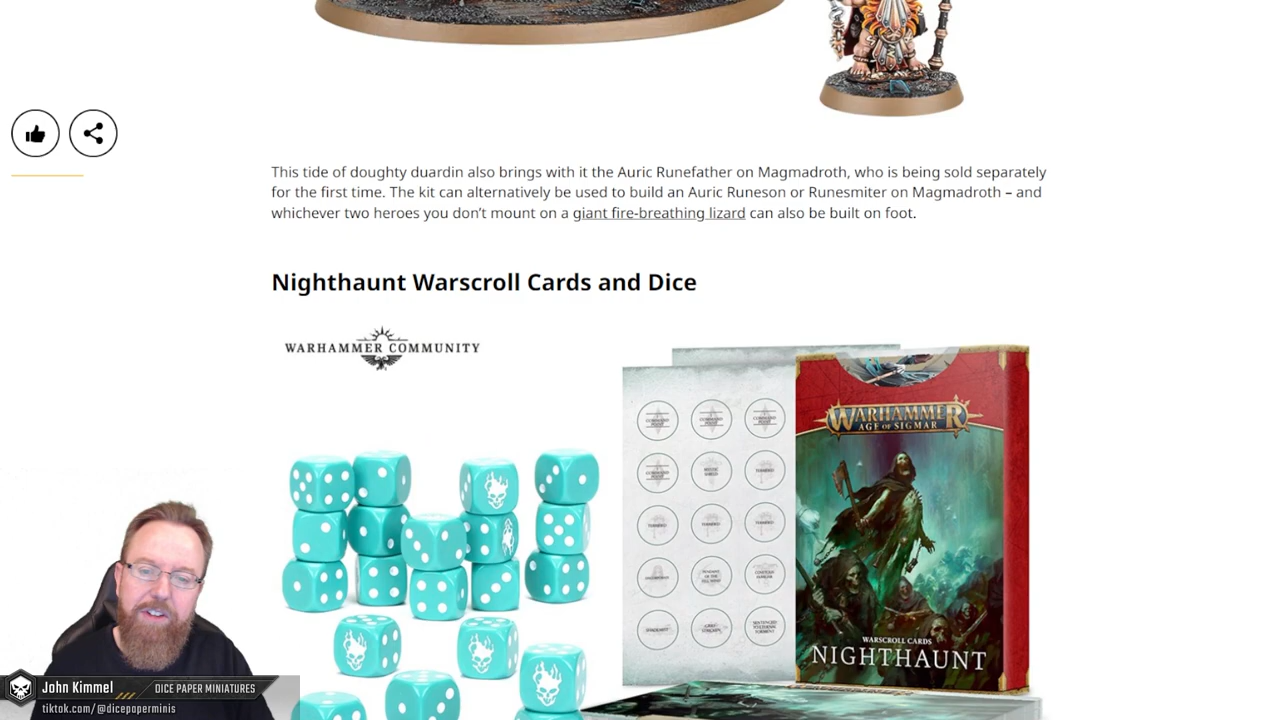 This tide of doughty duardin also brings with it the Auric Runefather on Magmadroth, who is being sold separately
for the first time. The kit can alternatively be used to build an Auric Runeson or Runesmiter on Magmadroth – and
whichever two heroes you don't mount on a giant fire-breathing lizard can also be built on foot.
Nighthaunt Warscroll Cards and Dice
WARHAMMER COMMUNITY
WARHAMMER
AGE OF SIGMAR
WARSCROLL CARDS
NIGHTHAUNT
John Kimmel
DICE PAPER MINIATURES
tiktok.com/@dicepaperminis